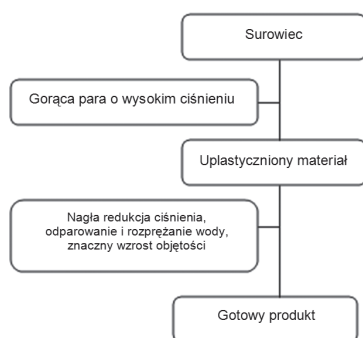 Surowiec
Gorąca para o wysokim ciśnieniu
Uplastyczniony materiał
Nagła redukcja ciśnienia,
odparowanie i rozprężanie wody,
znaczny wzrost objętości
Gotowy produkt